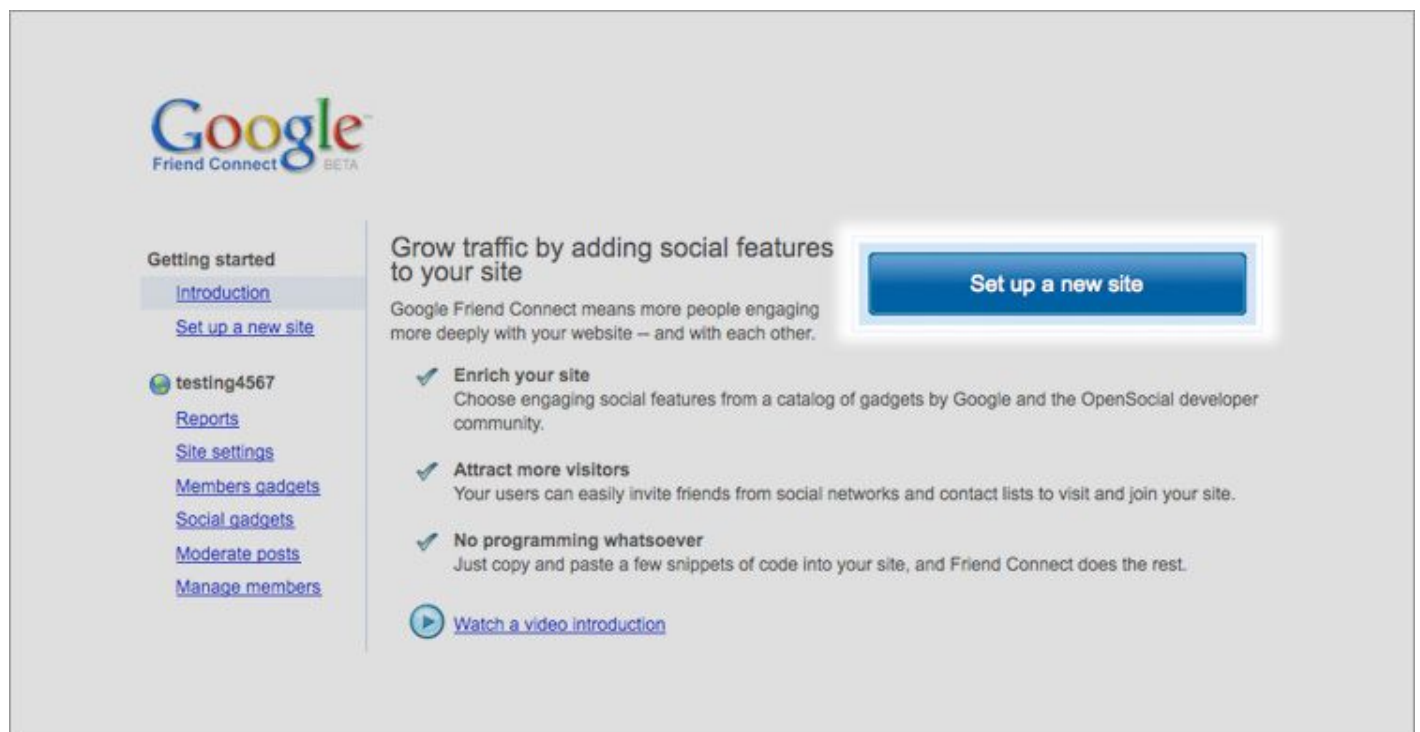 Google™
Friend Connect BETA
Getting started
Introduction
Set up a new site
testing4567
Reports
Site settings
Members gadgets
Social gadgets
Moderate posts
Manage members
Grow traffic by adding social features
to your site
Google Friend Connect means more people engaging
more deeply with your website -- and with each other.
Set up a new site
Enrich your site
Choose engaging social features from a catalog of gadgets by Google and the OpenSocial developer
community.
Attract more visitors
Your users can easily invite friends from social networks and contact lists to visit and join your site.
No programming whatsoever
Just copy and paste a few snippets of code into your site, and Friend Connect does the rest.
Watch a video introduction